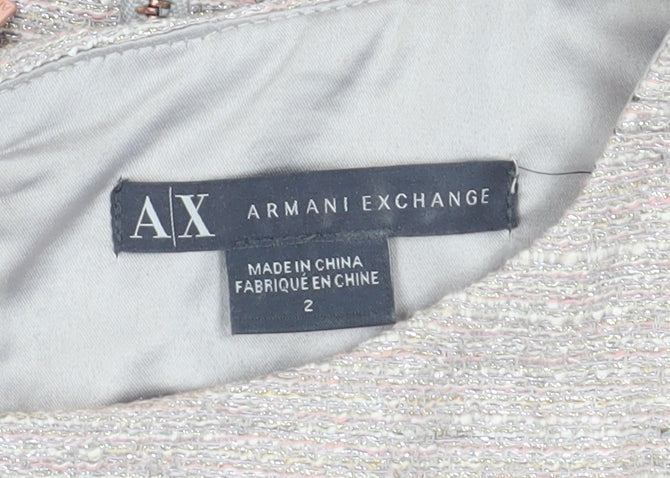 A|X ARMANI EXCHANGE
MADE IN CHINA
FABRIQUÉ EN CHINE
2